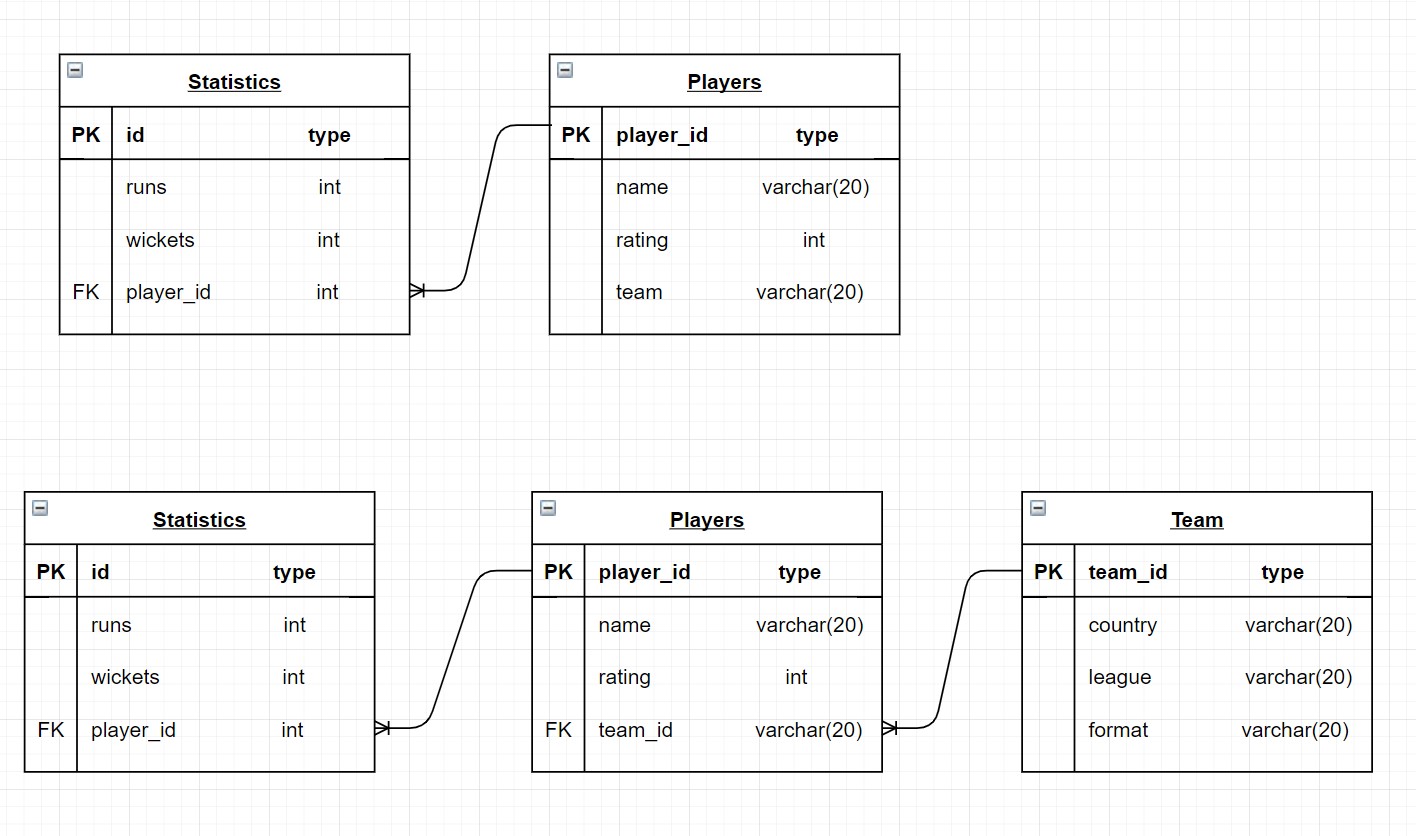 Statistics
PK id type
runs int
wickets int
FK player_id int
Players
PK player_id type
name varchar(20)
rating int
team varchar(20)
Statistics
PK id type
runs int
wickets int
FK player_id int
Players
PK player_id type
name varchar(20)
rating int
FK team_id varchar(20)
Team
PK team_id type
country varchar(20)
league varchar(20)
format varchar(20)